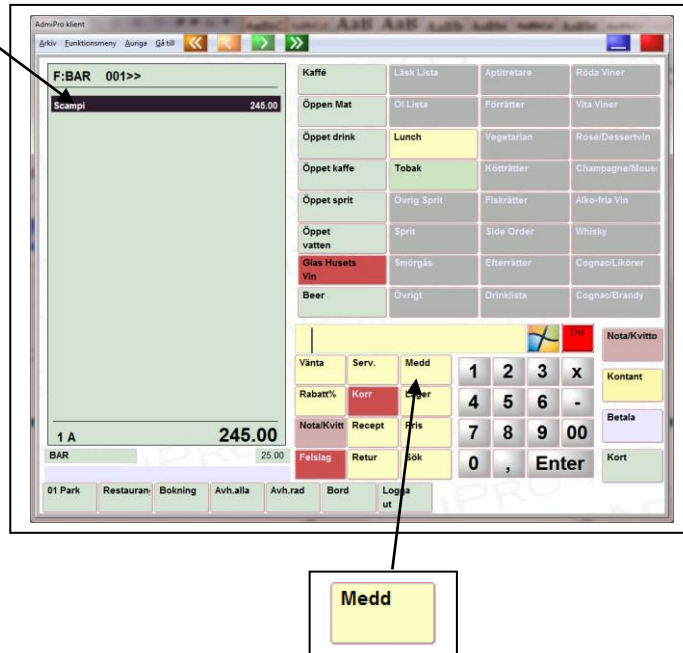 AdmiPro klient
Arkiv Funktionsmeny Auriga Gå till
F:BAR 001>>
Scampi 245.00
1 A 245.00
BAR 25.00
Kaffé Läsk Lista Aptitretare Röda Viner
Öppen Mat Öl Lista Förrätter Vita Viner
Öppet drink Lunch Vegetarian Rosé/Dessertvin
Öppet kaffe Tobak Kötträtter Champagne/Mous
Öppet sprit Övrig Sprit Fiskrätter Alko-fria Vin
Öppet vatten Sprit Side Order Whisky
Glas Husets Vin Smörgås Efterrätter Cognac/Likörer
Beer Övrigt Drinklista Cognac/Brandy
Del Nota/Kvitto
Vänta Serv. Medd 1 2 3 X Kontant
Rabatt% Korr Lager 4 5 6 -
Nota/Kvitt Recept Pris 7 8 9 00 Betala
Felslag Retur Sök 0 , Enter Kort
01 Park Restauran Bokning Avh.alla Avh.rad Bord Logga ut
Medd